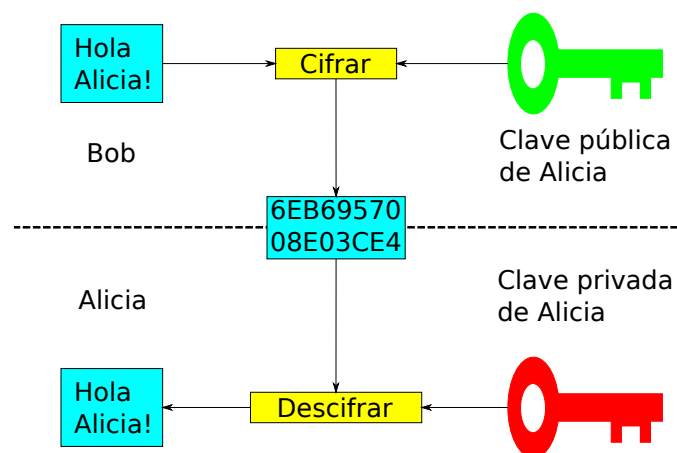 Hola
Alicia!
Cifrar
Bob
Clave pública
de Alicia
6EB69570
08E03CE4
Alicia
Clave privada
de Alicia
Hola
Alicia!
Descifrar